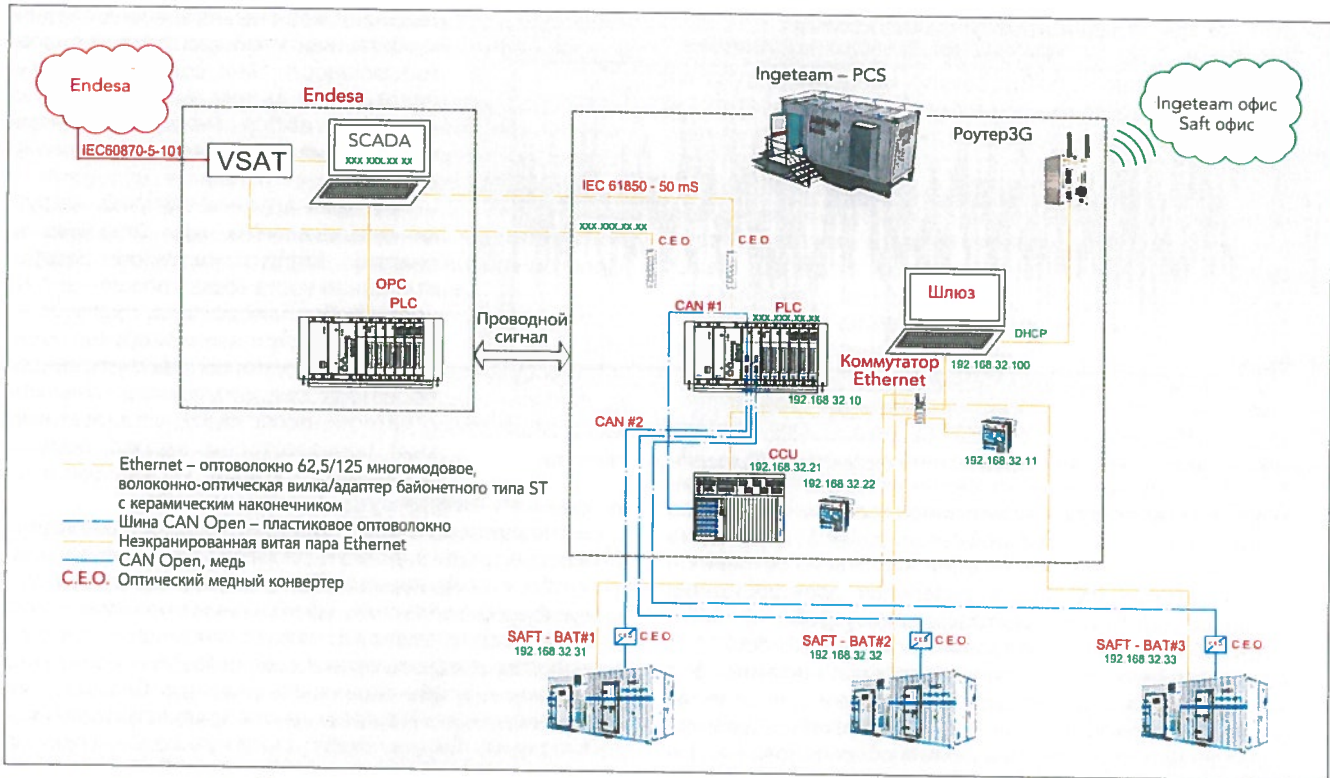 Endesa
IEC60870-5-101
VSAT
Endesa
SCADA
xxx xxx.xx xx
OPC
PLC
Проводной
сигнал
Ingeteam – PCS
Роутер3G
Ingeteam офис
Saft офис
IEC 61850 - 50 mS
xxx.xxx.xx.xx
C.E.O
C.E.O
CAN #1
PLC
xxx.xxx.xx.xx
192.168 32 10
Шлюз
DHCP
192 168 32 100
Коммутатор
Ethernet
192.168 32 11
CAN #2
CCU
192.168.32.21
192 168 32 22
Ethernet – оптоволокно 62,5/125 многомодовое,
волоконно-оптическая вилка/адаптер байонетного типа ST
с керамическим наконечником
Шина CAN Open – пластиковое оптоволокно
Неэкранированная витая пара Ethernet
CAN Open, медь
C.E.O. Оптический медный конвертер
SAFT - BAT#1
192 168 32 31
C E O.
SAFT - BAT#2
192 168 32 32
C E O.
SAFT - BAT#3
192 168 32.33
C E O